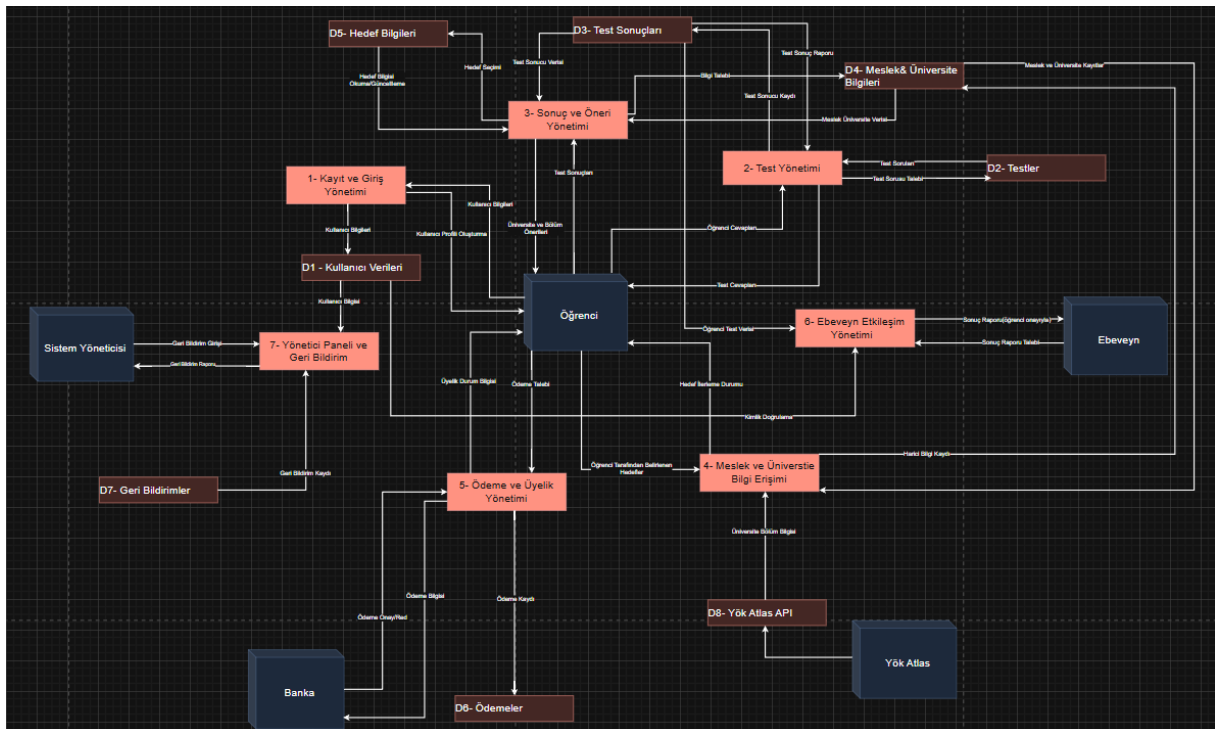 D5- Hedef Bilgileri
D3- Test Sonuçları
Test Sonuç Raporu
Hedef Seçimi
Test Sonucu Verisi
Hedef Bilgisi
Okuma/Güncelleme
Bilgi Talebi
D4- Meslek& Üniversite
Bilgileri
Meslek ve Üniversite Kayıtları
Test Sonucu Kaydı
3- Sonuç ve Öneri
Yönetimi
Meslek Üniversite Verisi
Test Sonuçları
2- Test Yönetimi
Test Soruları
Test Sorusu Talebi
D2- Testler
1- Kayıt ve Giriş
Yönetimi
Kullanıcı Bilgileri
Kullanıcı Bilgileri
Kullanıcı Profili Oluşturma
Üniversite ve Bölüm
Önerileri
Öğrenci Cevapları
D1 - Kullanıcı Verileri
Test Cevapları
Kullanıcı Bilgisi
Öğrenci
Sistem Yöneticisi
Geri Bildirim Girişi
7- Yönetici Paneli ve
Geri Bildirim
Geri Bildirim Raporu
Öğrenci Test Verisi
6- Ebeveyn Etkileşim
Yönetimi
Sonuç Raporu(öğrenci onayıyla)
Sonuç Raporu Talebi
Ebeveyn
Üyelik Durum Bilgisi
Ödeme Talebi
Hedef İlerleme Durumu
Kimlik Doğrulama
Geri Bildirim Kaydı
D7- Geri Bildirimler
5- Ödeme ve Üyelik
Yönetimi
Öğrenci Tarafından Belirlenen
Hedefler
4- Meslek ve Üniverstie
Bilgi Erişimi
Harici Bilgi Kaydı
Üniversite Bölüm Bilgisi
Ödeme Onay/Red
Ödeme Bilgisi
Ödeme Kaydı
D8- Yök Atlas API
Yök Atlas
Banka
D6- Ödemeler